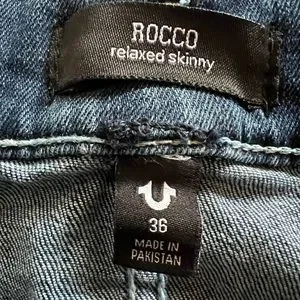 ROCCO
relaxed skinny
36
MADE IN
PAKISTAN